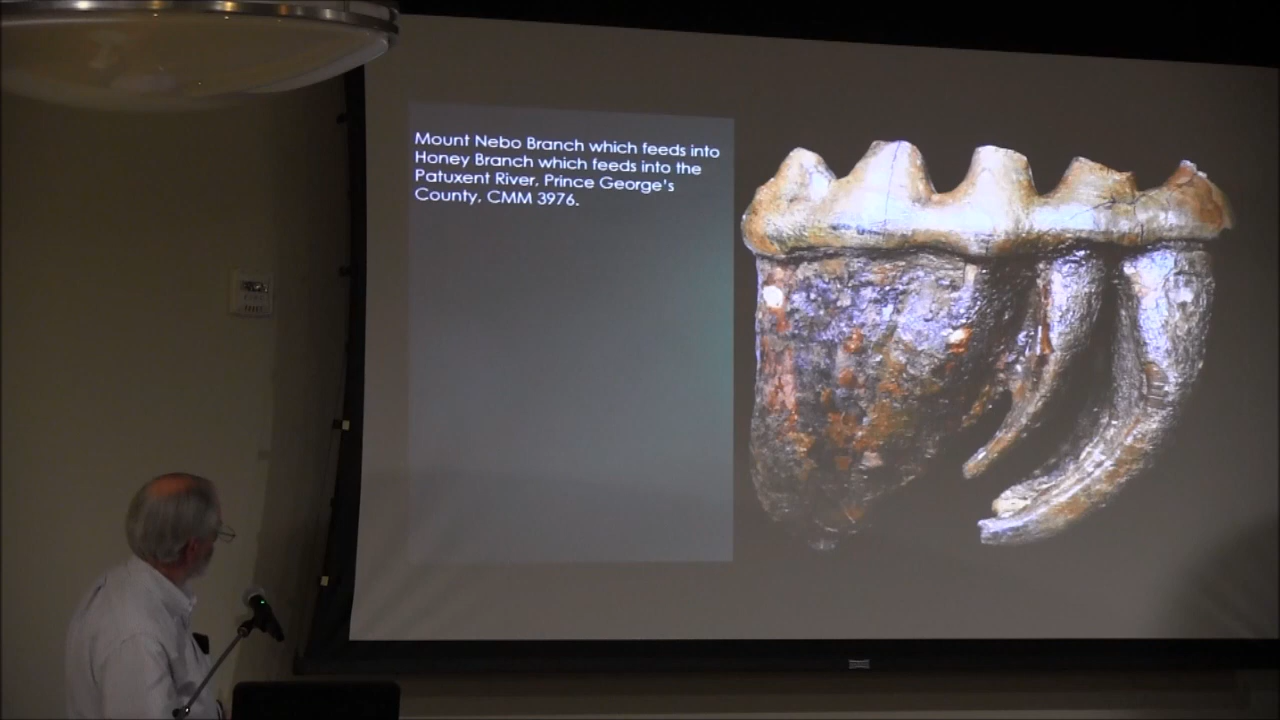 Mount Nebo Branch which feeds into
Honey Branch which feeds into the
Patuxent River, Prince George's
County, CMM 3976.